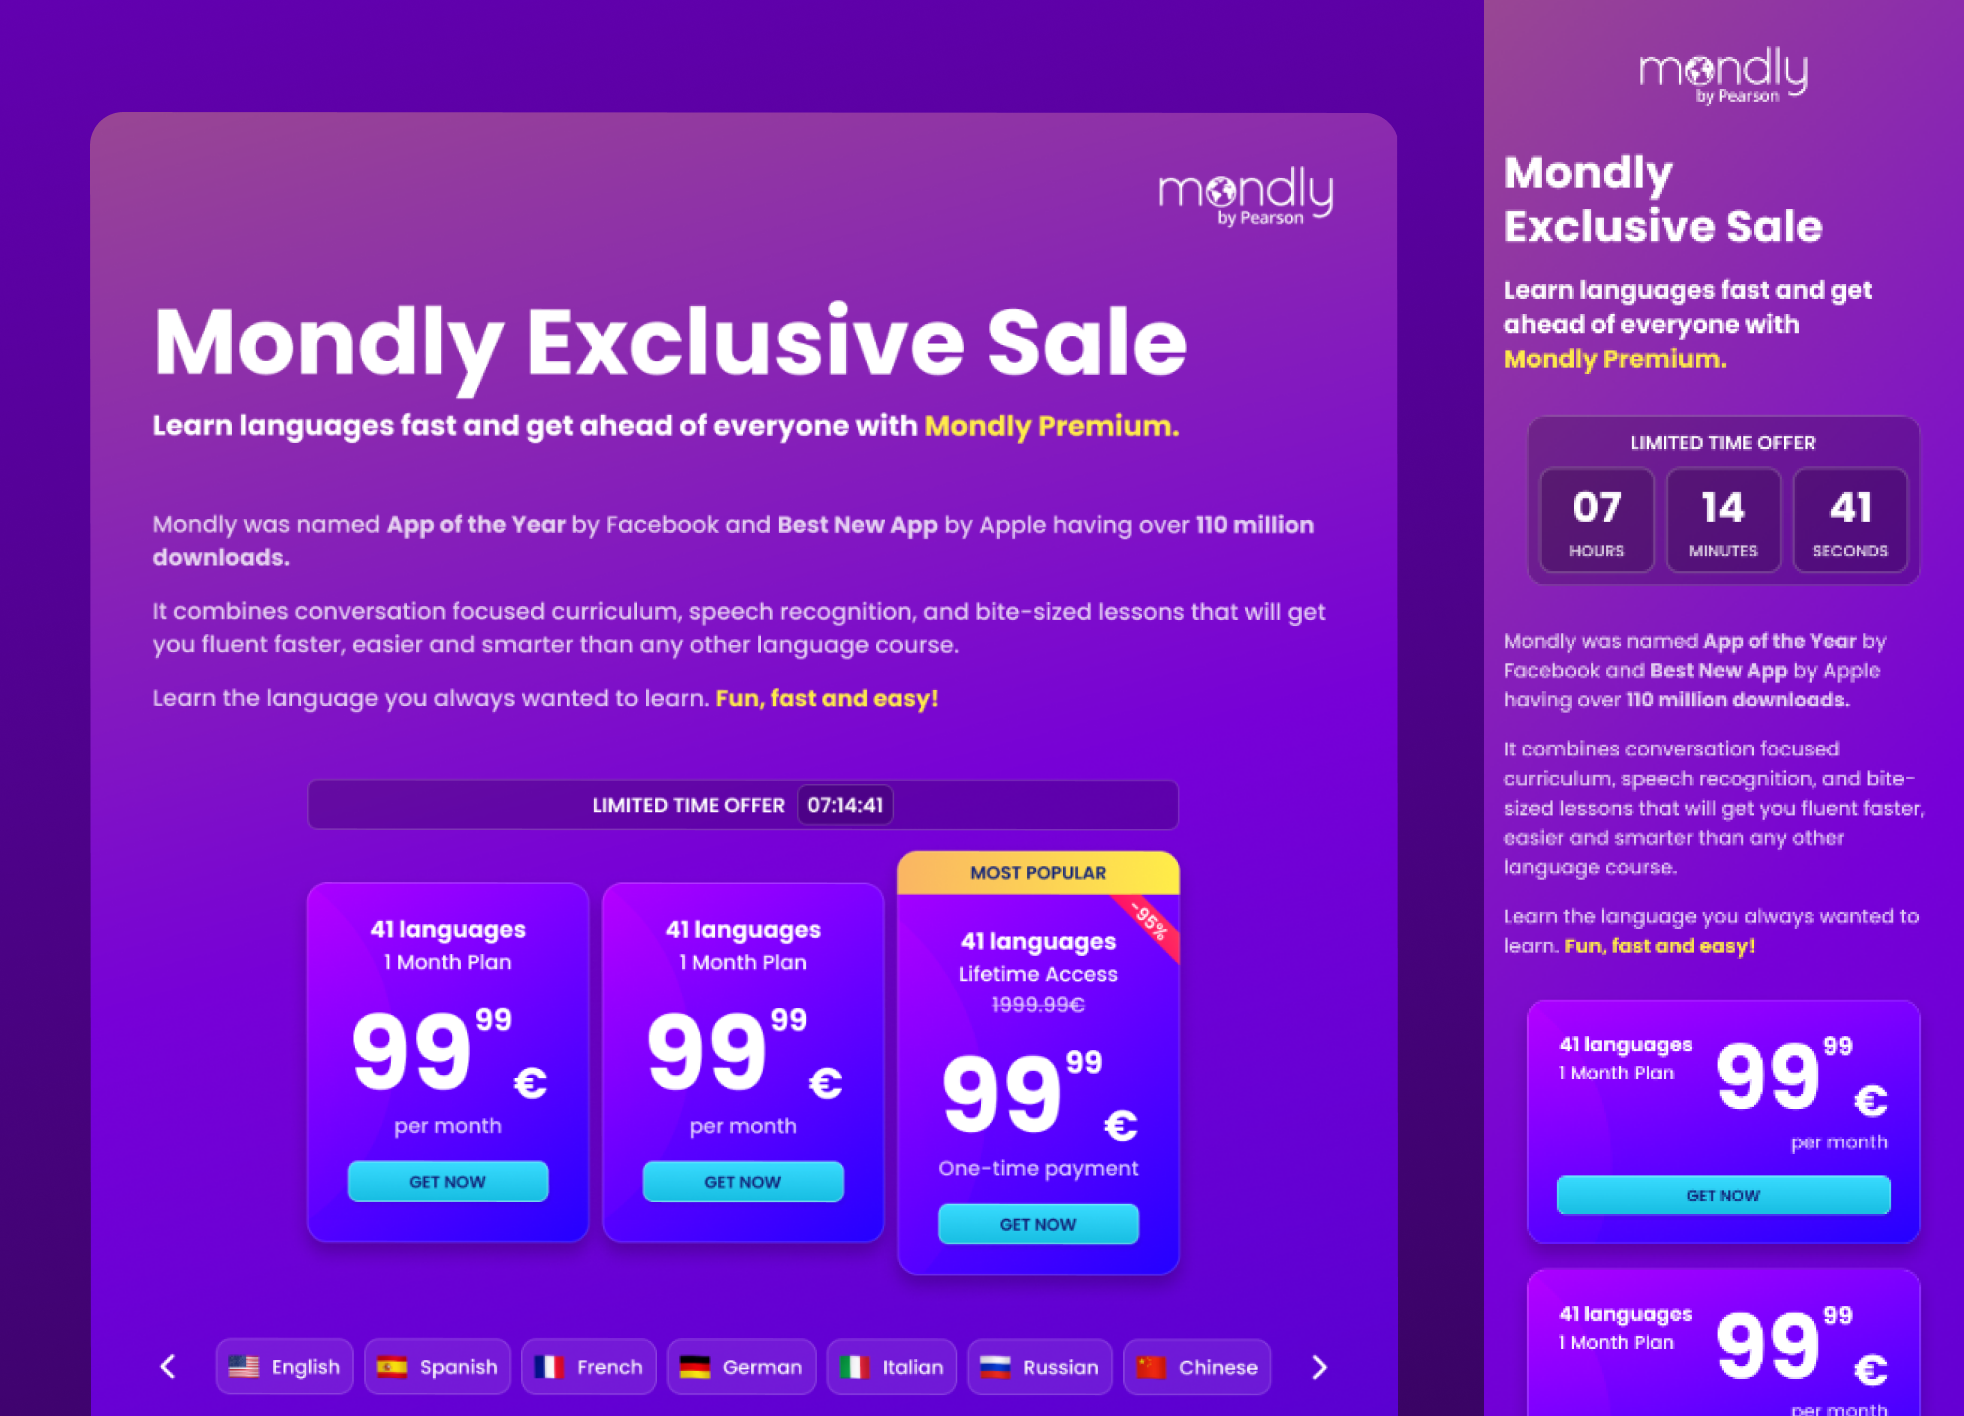 mondly
by Pearson
Mondly Exclusive Sale
Learn languages fast and get ahead of everyone with Mondly Premium.
Mondly was named App of the Year by Facebook and Best New App by Apple having over 110 million
downloads.
It combines conversation focused curriculum, speech recognition, and bite-sized lessons that will get
you fluent faster, easier and smarter than any other language course.
Learn the language you always wanted to learn. Fun, fast and easy!
LIMITED TIME OFFER 07:14:41
41 languages
1 Month Plan
99 99 €
per month
GET NOW
41 languages
1 Month Plan
99 99 €
per month
GET NOW
MOST POPULAR
-95%
41 languages
Lifetime Access
1999.99€
99 99 €
One-time payment
GET NOW
English Spanish French German Italian Russian Chinese
mondly
by Pearson
Mondly
Exclusive Sale
Learn languages fast and get
ahead of everyone with
Mondly Premium.
LIMITED TIME OFFER
07 14 41
HOURS MINUTES SECONDS
Mondly was named App of the Year by
Facebook and Best New App by Apple
having over 110 million downloads.
It combines conversation focused
curriculum, speech recognition, and bite-
sized lessons that will get you fluent faster,
easier and smarter than any other
language course.
Learn the language you always wanted to
learn. Fun, fast and easy!
41 languages
1 Month Plan
99 99 €
per month
GET NOW
41 languages
1 Month Plan
99 99 €
per month